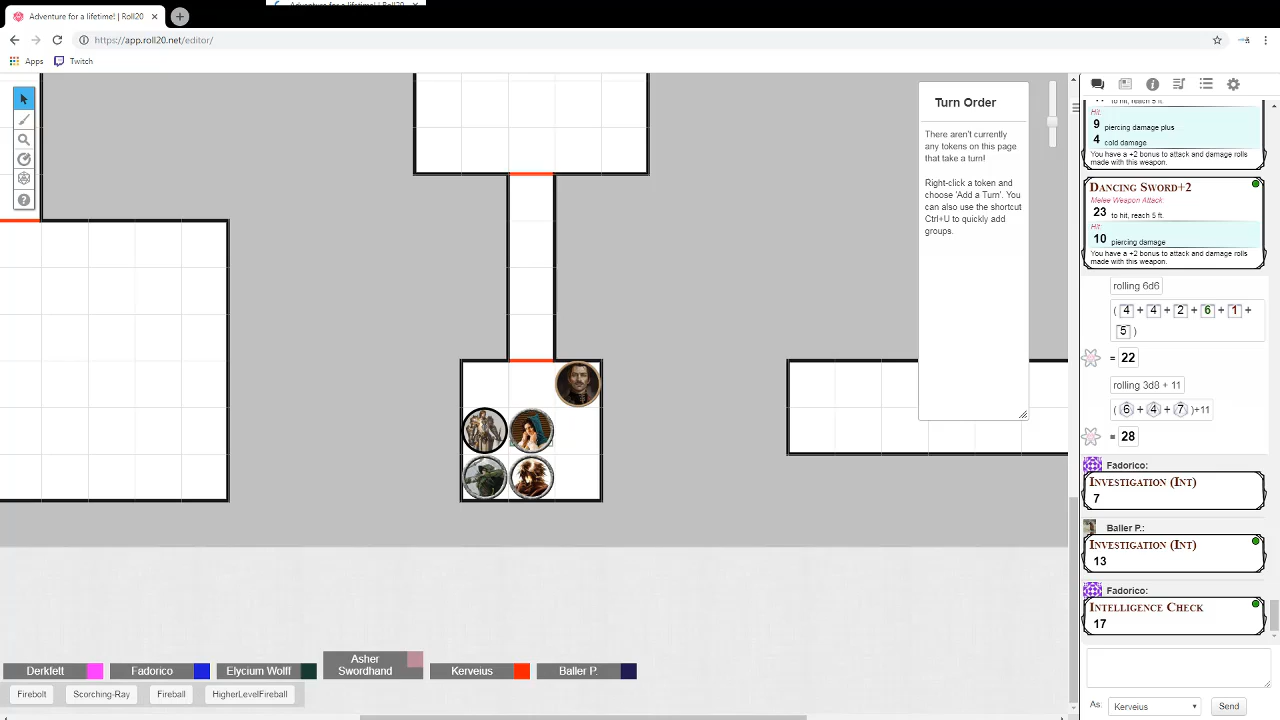 Adventure for a lifetime! | Roll20
https://app.roll20.net/editor/
Apps
Twitch
Turn Order
There aren't currently
any tokens on this page
that take a turn!
Right-click a token and
choose 'Add a Turn'. You
can also use the shortcut
Ctrl+U to quickly add
groups.
to hit, reach 5 ft.
Hit:
9 piercing damage plus
4 cold damage
You have a +2 bonus to attack and damage rolls
made with this weapon.
Dancing Sword+2
Melee Weapon Attack:
23 to hit, reach 5 ft.
Hit:
10 piercing damage
You have a +2 bonus to attack and damage rolls
made with this weapon.
rolling 6d6
( 4 + 4 + 2 + 6 + 1 +
5 )
= 22
rolling 3d8 + 11
( 6 + 4 + 7 )+11
= 28
Fadorico:
Investigation (Int)
7
Baller P.:
Investigation (Int)
13
Fadorico:
Intelligence Check
17
Derkfett
Fadorico
Elycium Wolff
Asher
Swordhand
Kerveius
Baller P.
Firebolt
Scorching-Ray
Fireball
HigherLevelFireball
As:
Kerveius
Send